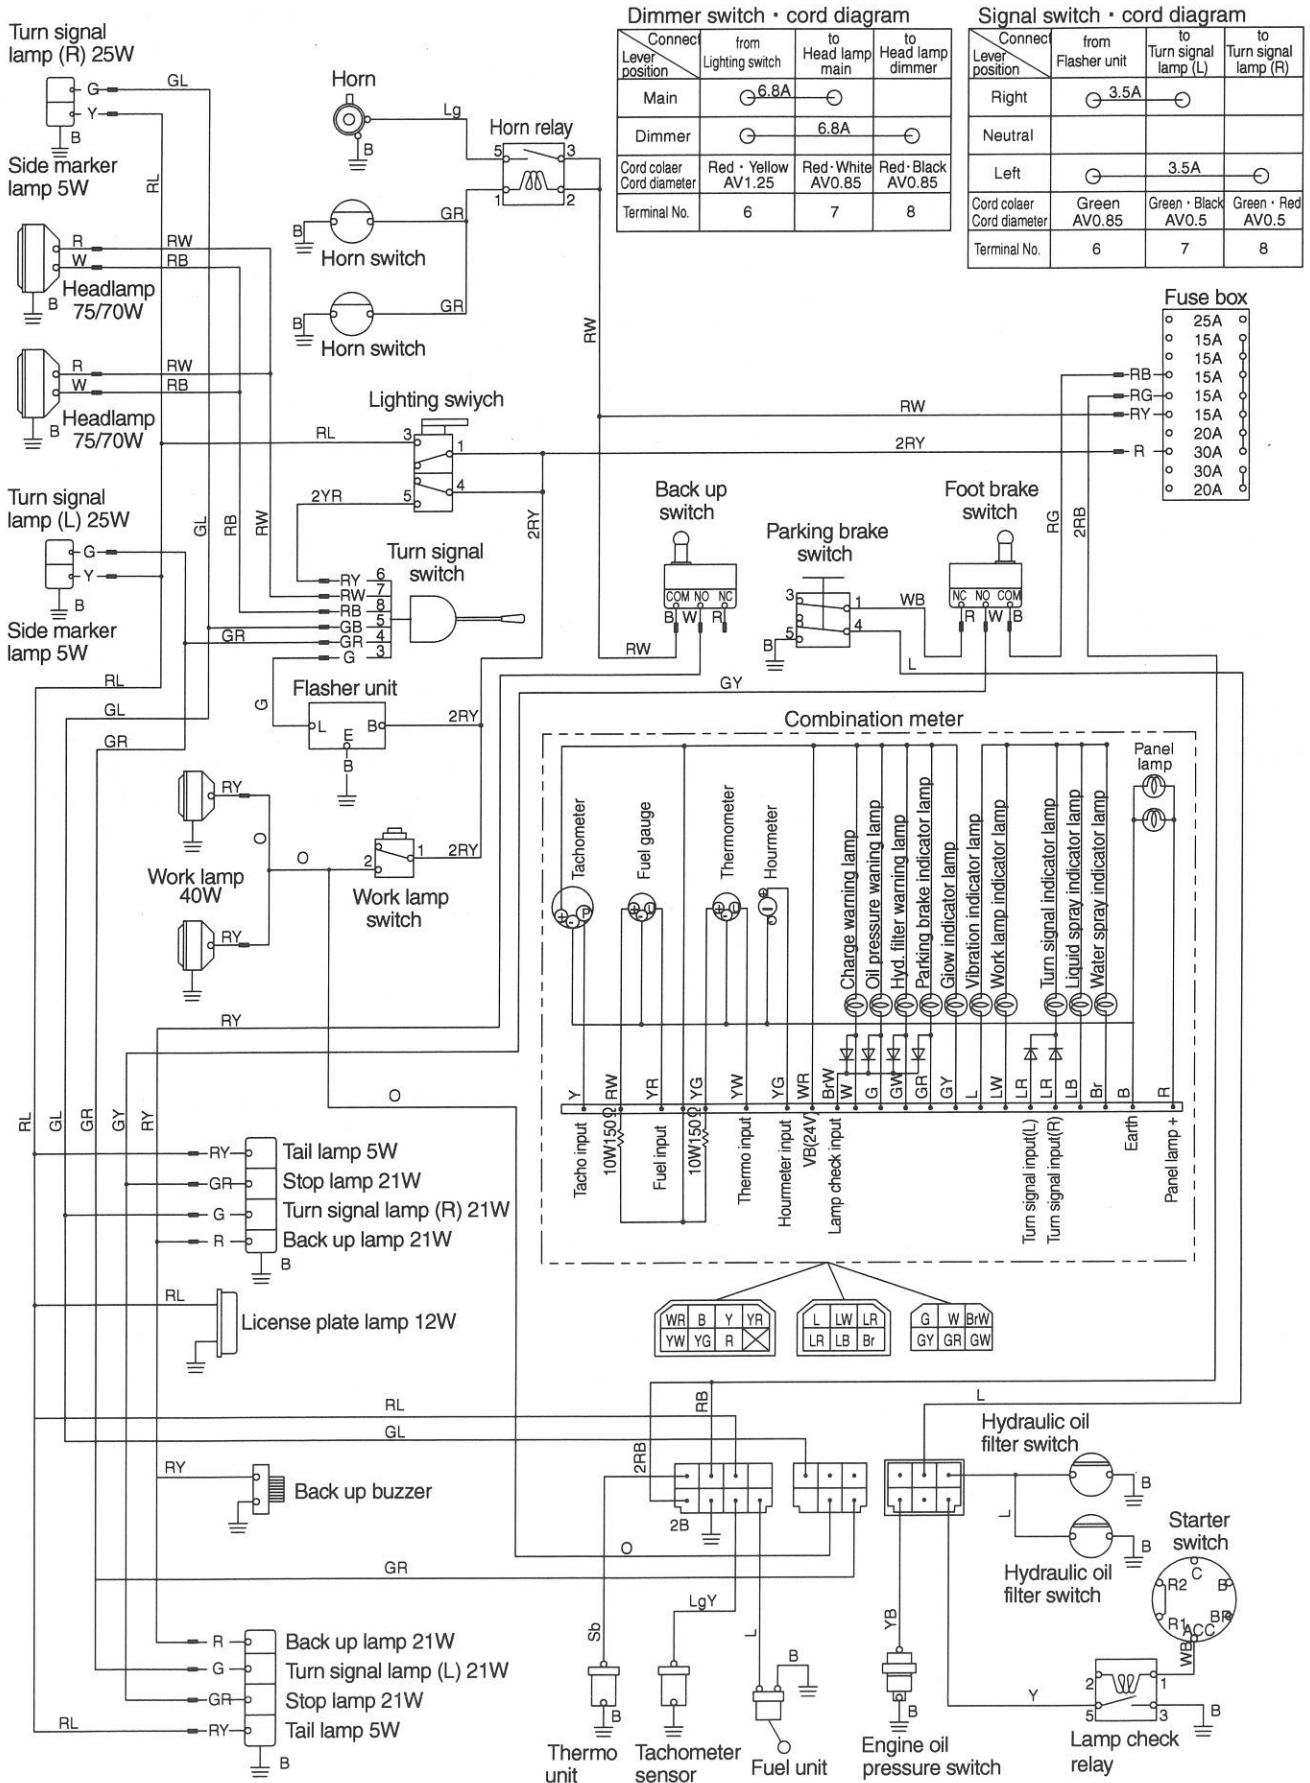 Dimmer switch · cord diagram
Connect
Lever position
from Lighting switch
to Head lamp main
to Head lamp dimmer
Main
6.8A
Dimmer
6.8A
Cord colaer
Cord diameter
Red · Yellow AV1.25
Red · White AV0.85
Red · Black AV0.85
Terminal No.
6
7
8
Signal switch · cord diagram
Connect
Lever position
from Flasher unit
to Turn signal lamp (L)
to Turn signal lamp (R)
Right
3.5A
Neutral
Left
3.5A
Cord colaer
Cord diameter
Green AV0.85
Green · Black AV0.5
Green · Red AV0.5
Terminal No.
6
7
8
Turn signal
lamp (R) 25W
G
GL
Y
B
RL
Side marker
lamp 5W
R
RW
W
RB
B
Headlamp
75/70W
R
RW
W
RB
B
Headlamp
75/70W
Turn signal
lamp (L) 25W
G
Y
B
Side marker
lamp 5W
Horn
Lg
B
Horn relay
5
3
1
2
B
GR
Horn switch
B
GR
Horn switch
RW
Fuse box
25A
15A
15A
RB
15A
RG
15A
RY
15A
20A
R
30A
30A
20A
RW
2RY
Lighting swiych
RL
3
1
4
5
2YR
2RY
GL
RB
RW
Turn signal
switch
RY 6
RW 7
RB 8
GB 5
GR 4
G 3
GR
Back up
switch
COM NO NC
B
W
R
RW
Parking brake
switch
3
1
4
5
B
WB
L
Foot brake
switch
NC NO COM
R
W
B
RG
2RB
GY
RL
GL
GR
G
Flasher unit
L
B
E
B
2RY
RY
O
O
Work lamp
40W
RY
2
1
2RY
Work lamp
switch
RY
O
Combination meter
Tachometer
Fuel gauge
Thermometer
Hourmeter
Charge warning lamp
Oil pressure waning lamp
Hyd. filter warning lamp
Parking brake indicator lamp
Giow indicator lamp
Vibration indicator lamp
Work lamp indicator lamp
Turn signal indicator lamp
Liquid spray indicator lamp
Water spray indicator lamp
Panel
lamp
Y
RW
YR
YG
YW
YG
WR
BrW
W
G
GW
GR
GY
L
LW
LR
LR
LB
Br
B
R
Tacho input
10W150Ω
Fuel input
10W150Ω
Thermo input
Hourmeter input
VB(24V)
Lamp check input
Turn signal input(L)
Turn signal input(R)
Earth
Panel lamp +
WR B Y YR
YW YG R
L LW LR
LR LB Br
G W BrW
GY GR GW
RL
GL
GR
GY
RY
RY
Tail lamp 5W
GR
Stop lamp 21W
G
Turn signal lamp (R) 21W
R
Back up lamp 21W
B
RL
License plate lamp 12W
RL
GL
RY
Back up buzzer
GR
O
RB
2RB
2B
L
Hydraulic oil
filter switch
B
L
B
Hydraulic oil
filter switch
Starter
switch
C
R2
B
R1
BR
ACC
WB
R
Back up lamp 21W
G
Turn signal lamp (L) 21W
GR
Stop lamp 21W
RL
RY
Tail lamp 5W
B
Sb
B
Thermo
unit
LgY
Tachometer
sensor
L
B
Fuel unit
YB
B
Engine oil
pressure switch
Y
2
1
5
3
B
Lamp check
relay